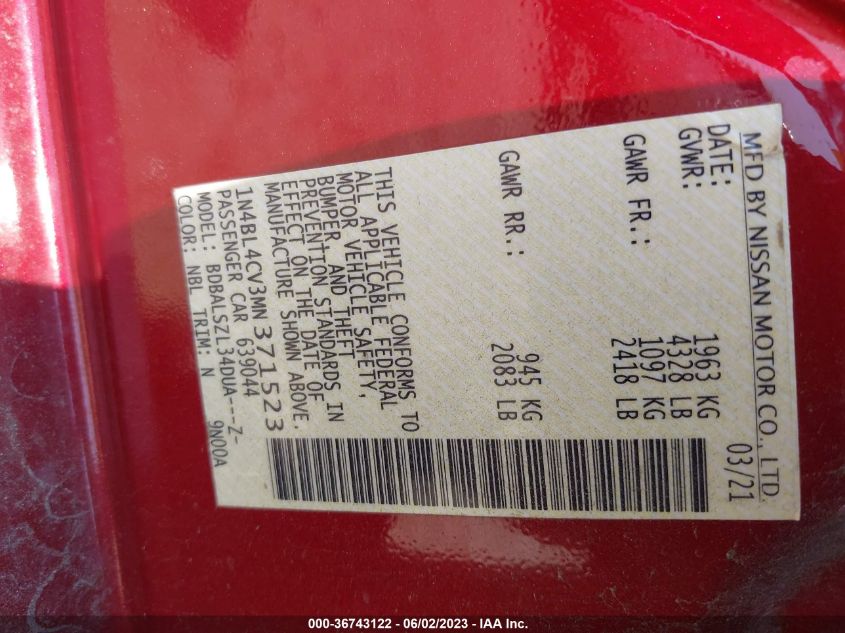 MFD BY NISSAN MOTOR CO., LTD.
DATE: 03/21
GVWR: 1963 KG
4328 LB
GAWR FR.: 1097 KG
2418 LB
GAWR RR.: 945 KG
2083 LB
THIS VEHICLE CONFORMS TO
ALL APPLICABLE FEDERAL
MOTOR VEHICLE SAFETY,
BUMPER, AND THEFT
PREVENTION STANDARDS IN
EFFECT ON THE DATE OF
MANUFACTURE SHOWN ABOVE.
1N4BL4CV3MN371523
PASSENGER CAR 639044
MODEL: BDBALSZL34DUA---Z-
COLOR: NBL TRIM: N 9N00A
000-36743122 - 06/02/2023 - IAA Inc.